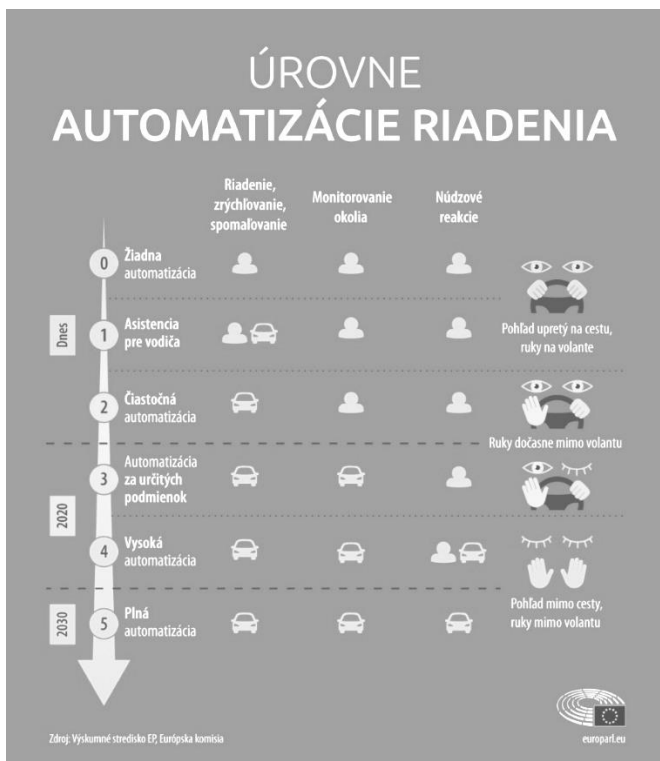 ÚROVNE
AUTOMATIZÁCIE RIADENIA
Riadenie,
zrýchľovanie,
spomaľovanie
Monitorovanie
okolia
Núdzové
reakcie
Dnes
0
Žiadna
automatizácia
1
Asistencia
pre vodiča
Pohľad upretý na cestu,
ruky na volante
2
Čiastočná
automatizácia
Ruky dočasne mimo volantu
2020
3
Automatizácia
za určitých
podmienok
4
Vysoká
automatizácia
Pohľad mimo cesty,
ruky mimo volantu
2030
5
Plná
automatizácia
Zdroj: Výskumné stredisko EP, Európska komisia
europarl.eu